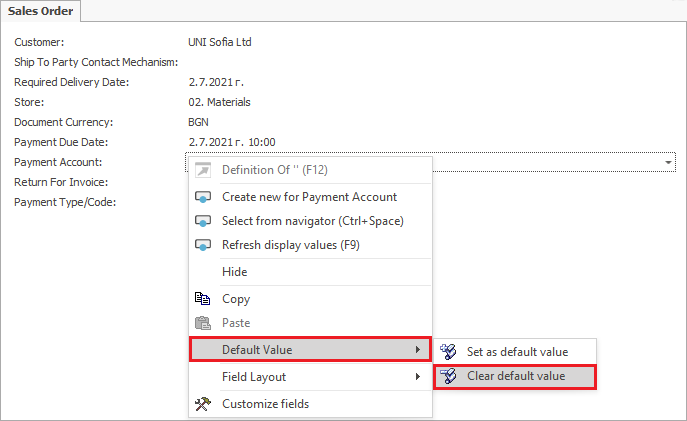 Sales Order
Customer: UNI Sofia Ltd
Ship To Party Contact Mechanism:
Required Delivery Date: 2.7.2021 г.
Store: 02. Materials
Document Currency: BGN
Payment Due Date: 2.7.2021 г. 10:00
Payment Account:
Return For Invoice:
Payment Type/Code:
Definition Of '' (F12)
Create new for Payment Account
Select from navigator (Ctrl+Space)
Refresh display values (F9)
Hide
Copy
Paste
Default Value
Set as default value
Clear default value
Field Layout
Customize fields